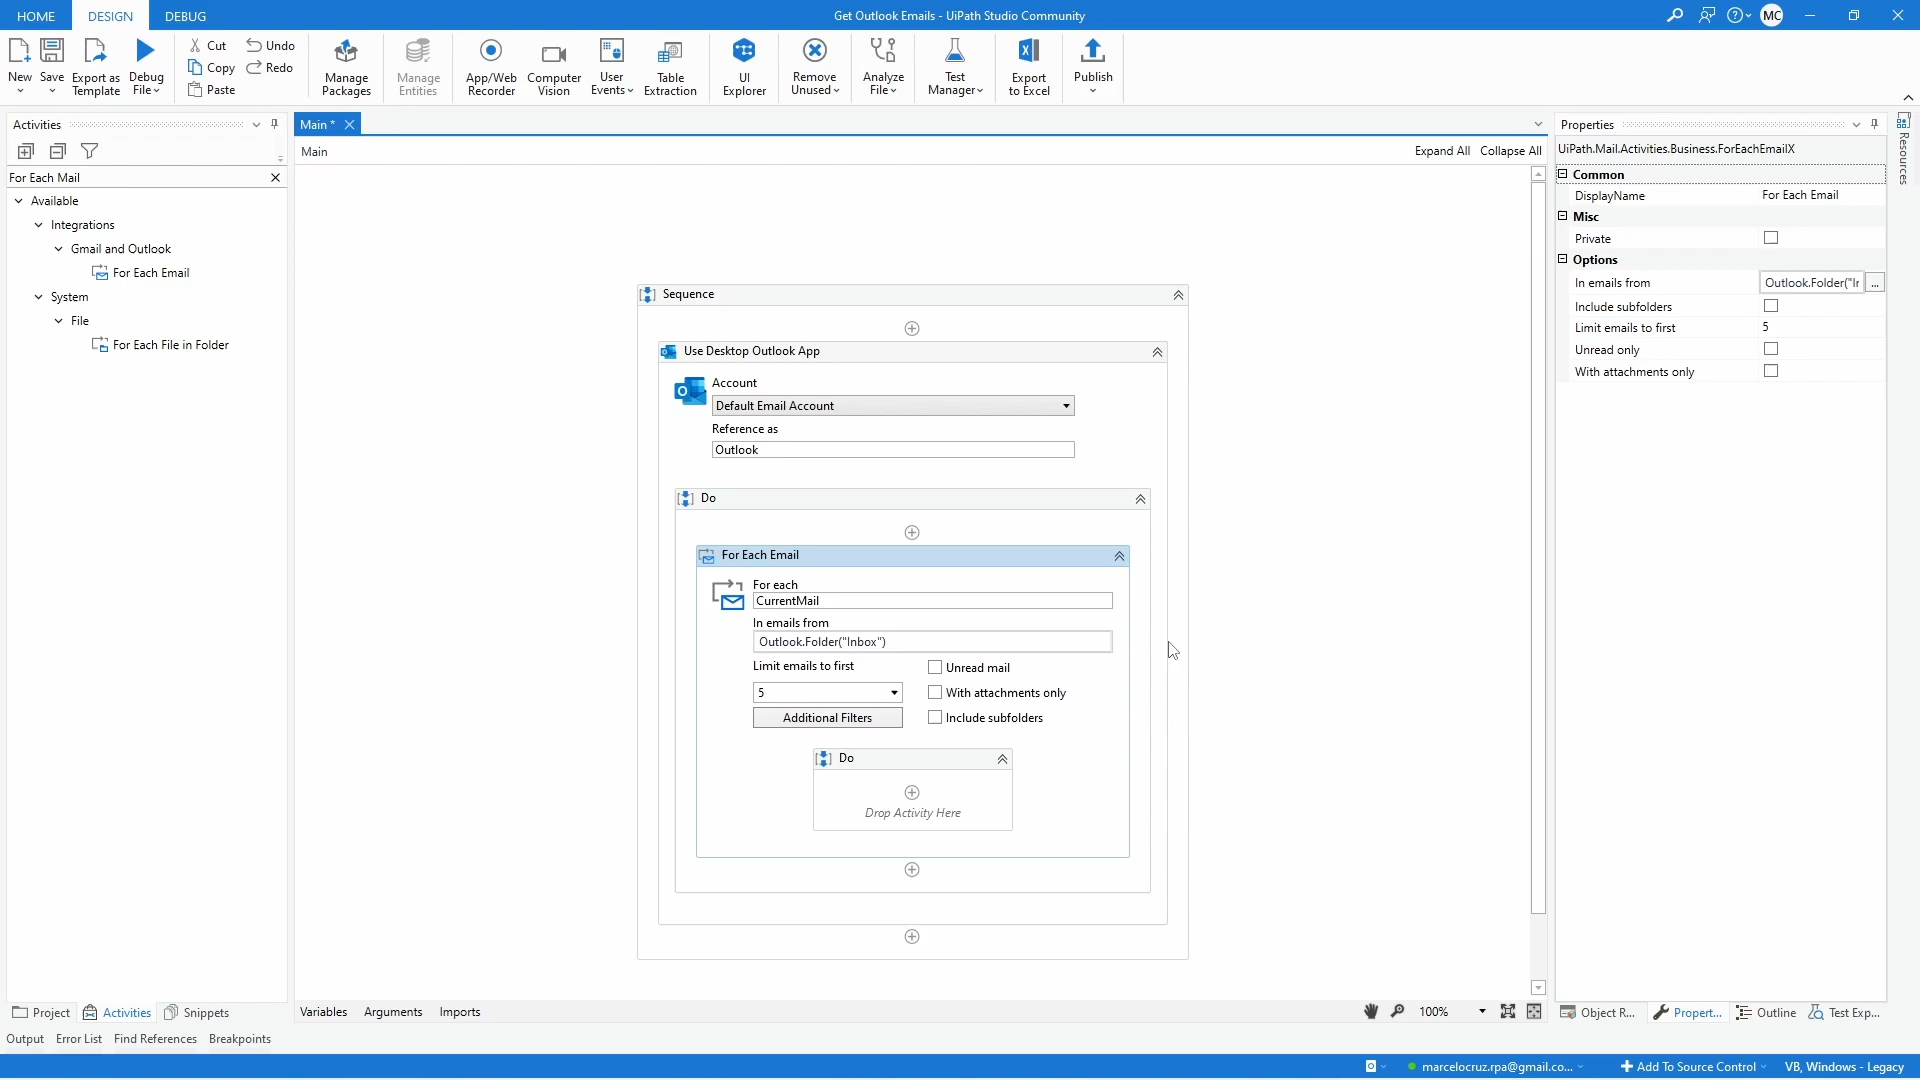 HOME
DESIGN
DEBUG
Get Outlook Emails - UiPath Studio Community
MC
New
Save
Export as Template
Debug File
Cut
Copy
Paste
Undo
Redo
Manage Packages
Manage Entities
App/Web Recorder
Computer Vision
User Events
Table Extraction
UI Explorer
Remove Unused
Analyze File
Test Manager
Export to Excel
Publish
Activities
For Each Mail
Available
Integrations
Gmail and Outlook
For Each Email
System
File
For Each File in Folder
Main *
Main
Expand All
Collapse All
Sequence
Use Desktop Outlook App
Account
Default Email Account
Reference as
Outlook
Do
For Each Email
For each
CurrentMail
In emails from
Outlook.Folder("Inbox")
Limit emails to first
Unread mail
5
With attachments only
Additional Filters
Include subfolders
Do
Drop Activity Here
Properties
UiPath.Mail.Activities.Business.ForEachEmailX
Common
DisplayName
For Each Email
Misc
Private
Options
In emails from
Outlook.Folder("Ir
...
Include subfolders
Limit emails to first
5
Unread only
With attachments only
Resources
Project
Activities
Snippets
Variables
Arguments
Imports
100%
Object R...
Propert...
Outline
Test Exp...
Output
Error List
Find References
Breakpoints
marcelocruz.rpa@gmail.co...
Add To Source Control
VB, Windows - Legacy